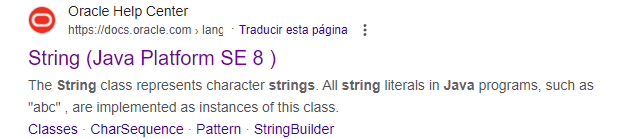 Oracle Help Center
https://docs.oracle.com › lang · Traducir esta página
String (Java Platform SE 8 )
The String class represents character strings. All string literals in Java programs, such as
"abc" , are implemented as instances of this class.
Classes · CharSequence · Pattern · StringBuilder